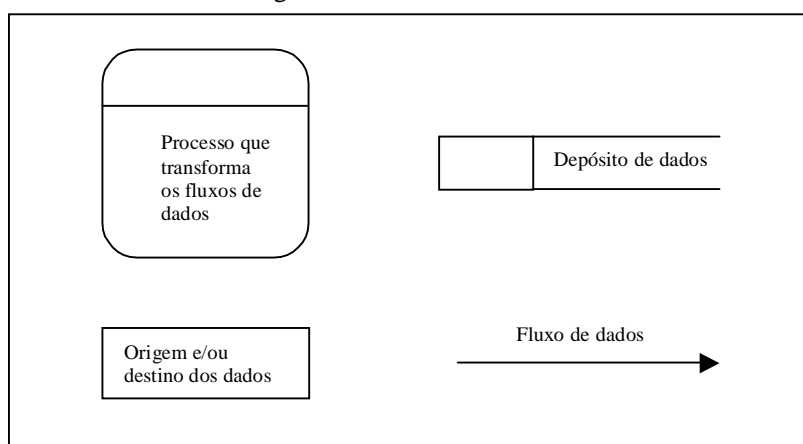 Processo que
transforma
os fluxos de
dados
Depósito de dados
Origem e/ou
destino dos dados
Fluxo de dados